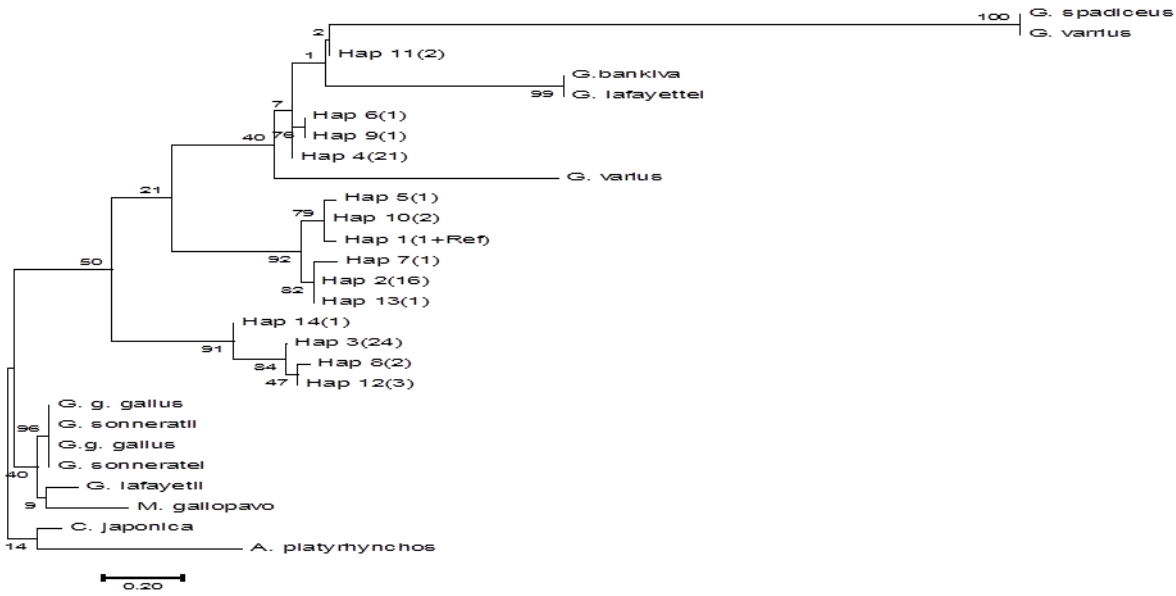 100
G. spadiceus
G. varrius
2
Hap 11(2)
1
G.bankiva
99
G. lafayettei
7
Hap 6(1)
76
Hap 9(1)
40
Hap 4(21)
G. varius
21
Hap 5(1)
79
Hap 10(2)
Hap 1(1+Ref)
92
Hap 7(1)
82
Hap 2(16)
Hap 13(1)
50
Hap 14(1)
91
Hap 3(24)
84
Hap 8(2)
47
Hap 12(3)
G. g. gallus
96
G. sonneratii
G.g. gallus
G. sonneratei
40
G. lafayetii
9
M. gallopavo
C. japonica
14
A. platyrhynchos
0.20